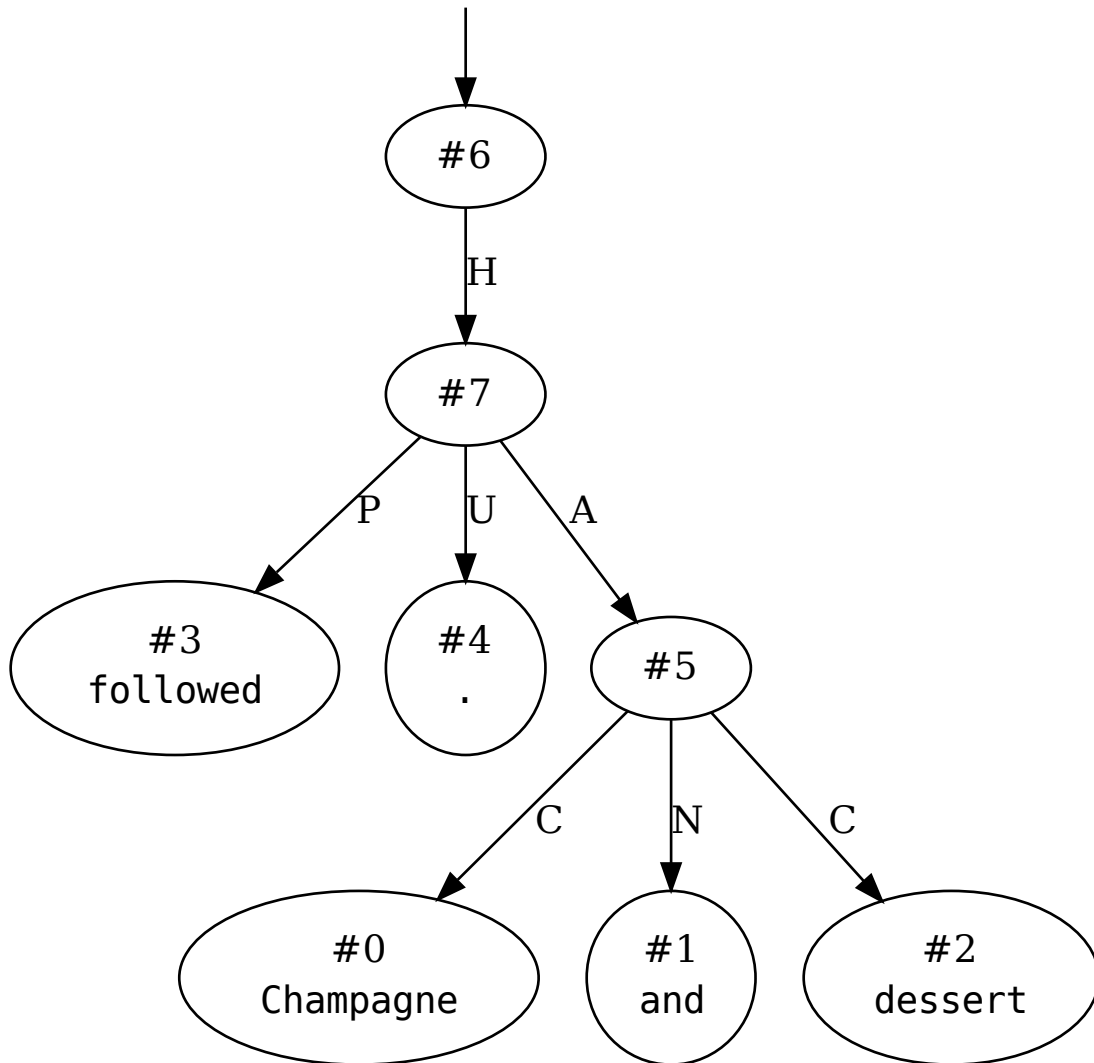 #6
H
#7
P U A
#3
followed
#4
.
#5
C N C
#0
Champagne
#1
and
#2
dessert